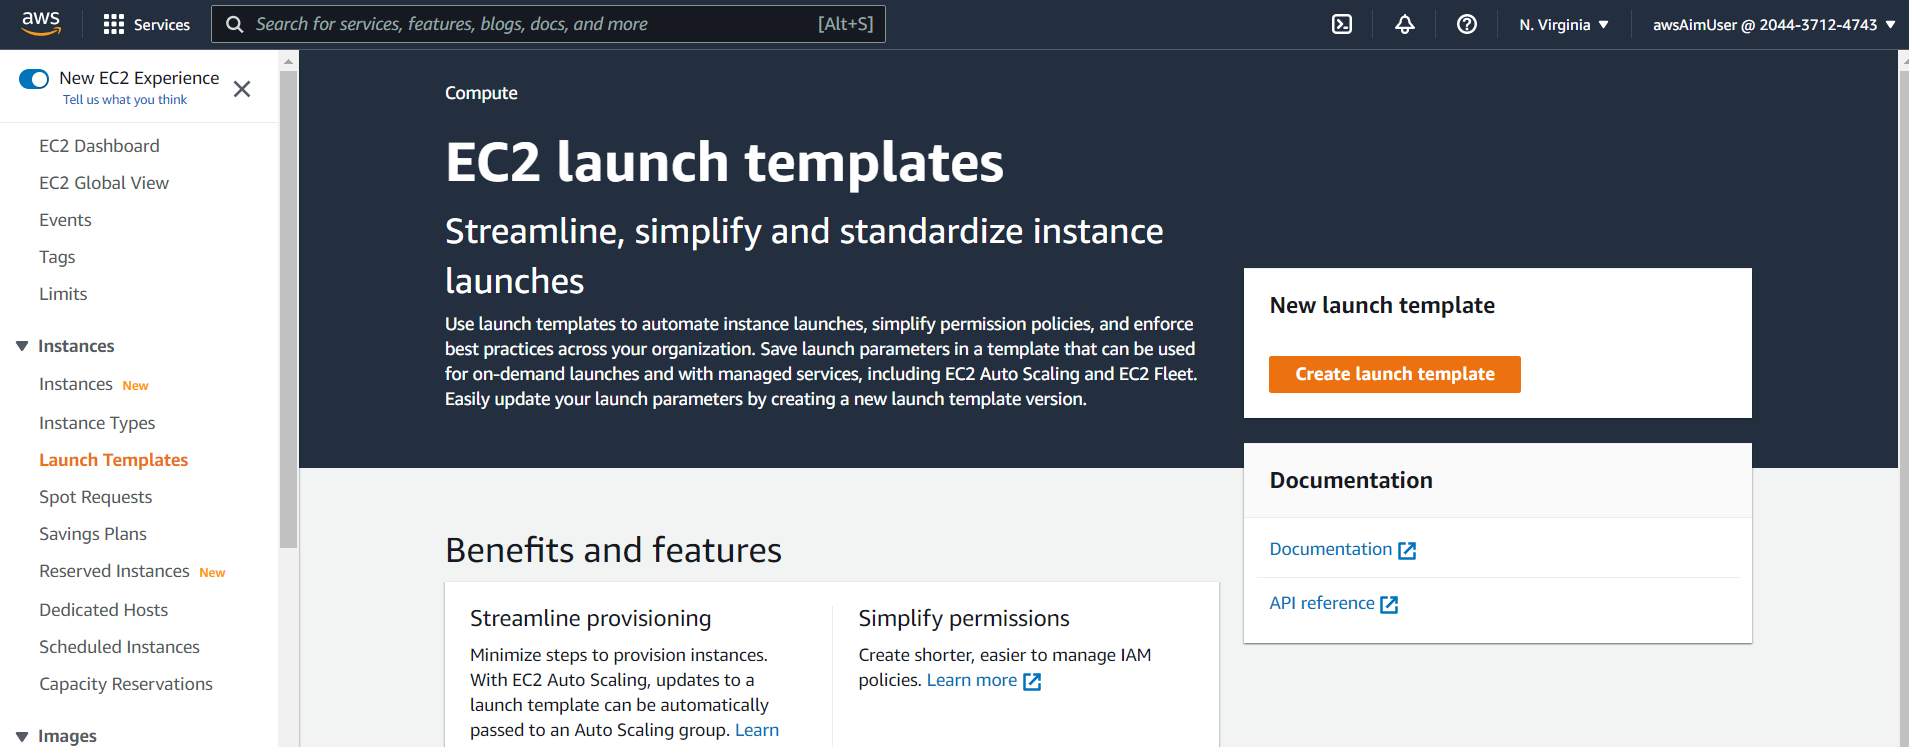 aws
Services
Search for services, features, blogs, docs, and more
[Alt+S]
N. Virginia
awsAimUser @ 2044-3712-4743
New EC2 Experience
Tell us what you think
EC2 Dashboard
EC2 Global View
Events
Tags
Limits
Instances
Instances New
Instance Types
Launch Templates
Spot Requests
Savings Plans
Reserved Instances New
Dedicated Hosts
Scheduled Instances
Capacity Reservations
Images
Compute
EC2 launch templates
Streamline, simplify and standardize instance
launches
Use launch templates to automate instance launches, simplify permission policies, and enforce
best practices across your organization. Save launch parameters in a template that can be used
for on-demand launches and with managed services, including EC2 Auto Scaling and EC2 Fleet.
Easily update your launch parameters by creating a new launch template version.
New launch template
Create launch template
Documentation
Documentation
API reference
Benefits and features
Streamline provisioning
Minimize steps to provision instances.
With EC2 Auto Scaling, updates to a
launch template can be automatically
passed to an Auto Scaling group. Learn
Simplify permissions
Create shorter, easier to manage IAM
policies. Learn more